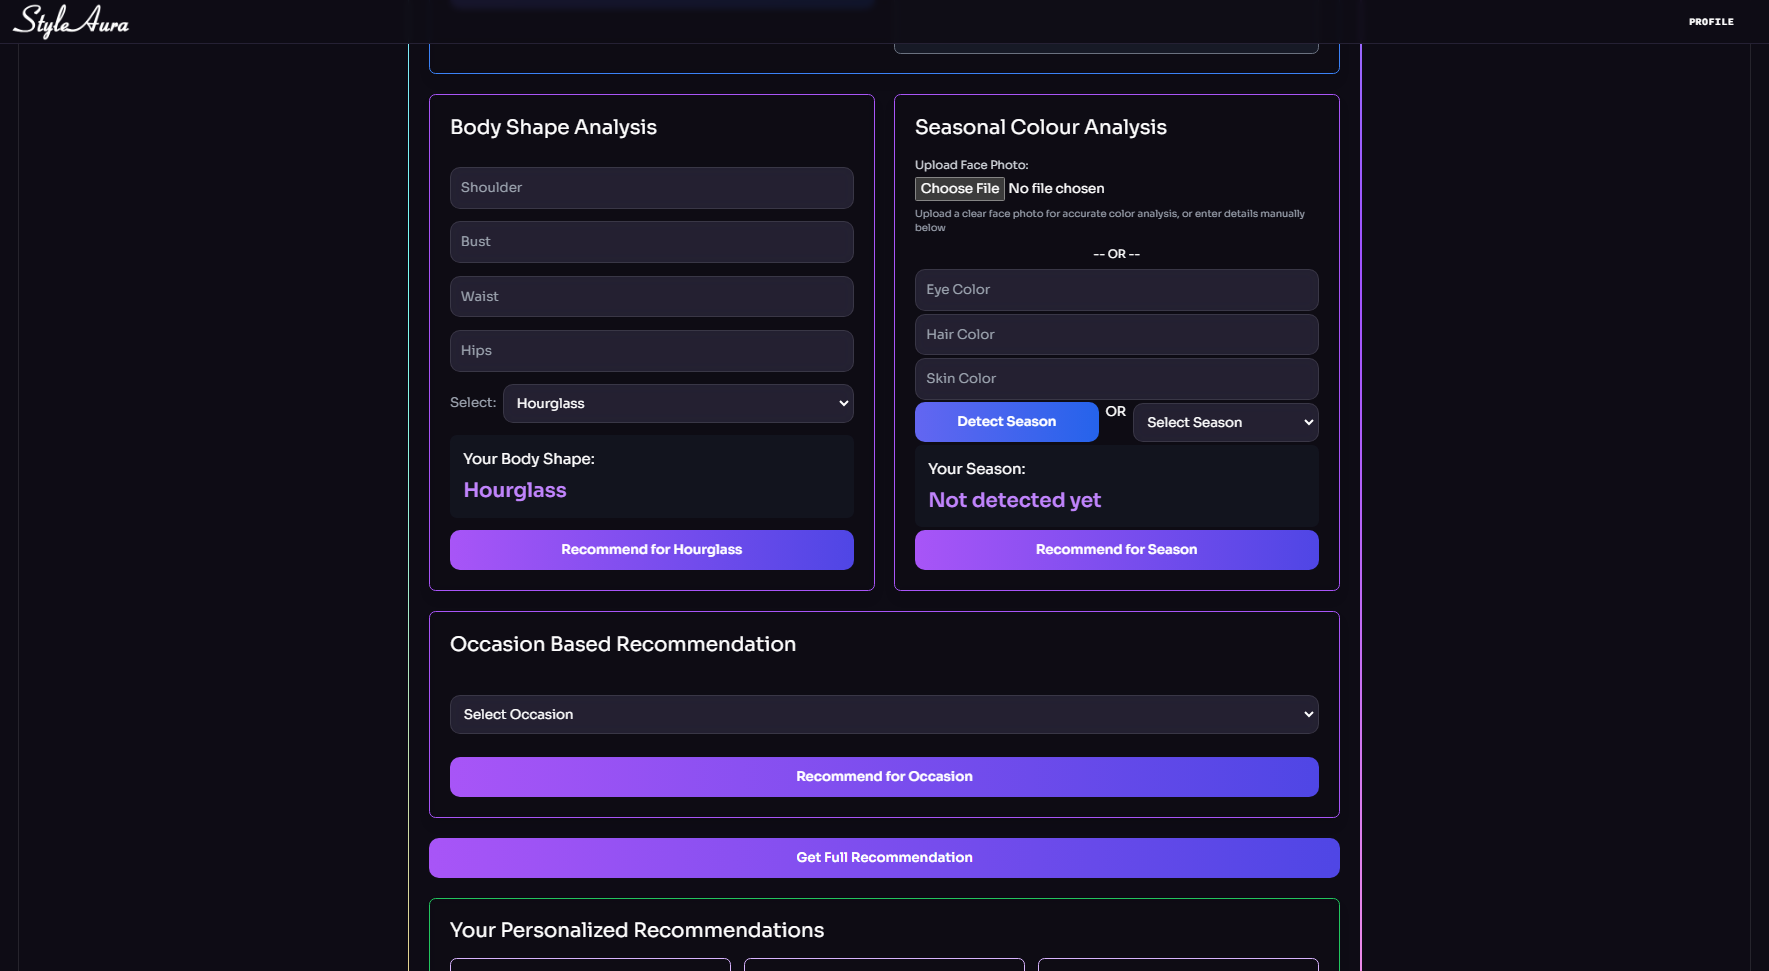 StyleAura
PROFILE
Body Shape Analysis
Shoulder
Bust
Waist
Hips
Select: Hourglass
Your Body Shape:
Hourglass
Recommend for Hourglass
Seasonal Colour Analysis
Upload Face Photo:
Choose File No file chosen
Upload a clear face photo for accurate color analysis, or enter details manually
below
-- OR --
Eye Color
Hair Color
Skin Color
Detect Season OR Select Season
Your Season:
Not detected yet
Recommend for Season
Occasion Based Recommendation
Select Occasion
Recommend for Occasion
Get Full Recommendation
Your Personalized Recommendations